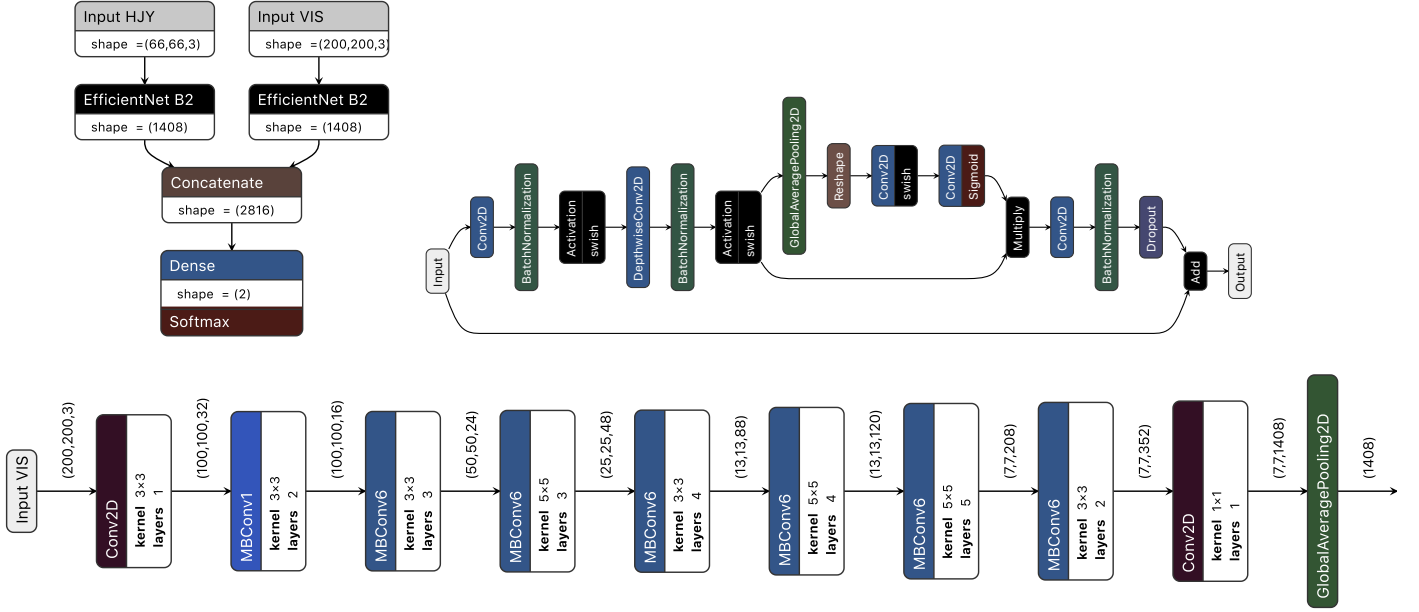 Input HJY
shape =(66,66,3)
Input VIS
shape =(200,200,3)
EfficientNet B2
shape = (1408)
EfficientNet B2
shape = (1408)
Concatenate
shape = (2816)
Dense
shape = (2)
Softmax
Input
Conv2D
BatchNormalization
Activation
swish
DepthwiseConv2D
BatchNormalization
Activation
swish
GlobalAveragePooling2D
Reshape
Conv2D
swish
Conv2D
Sigmoid
Multiply
Conv2D
BatchNormalization
Dropout
Add
Output
Input VIS
(200,200,3)
Conv2D
kernel 3×3
layers 1
(100,100,32)
MBConv1
kernel 3×3
layers 2
(100,100,16)
MBConv6
kernel 3×3
layers 3
(50,50,24)
MBConv6
kernel 5×5
layers 3
(25,25,48)
MBConv6
kernel 3×3
layers 4
(13,13,88)
MBConv6
kernel 5×5
layers 4
(13,13,120)
MBConv6
kernel 5×5
layers 5
(7,7,208)
MBConv6
kernel 3×3
layers 2
(7,7,352)
Conv2D
kernel 1×1
layers 1
(7,7,1408)
GlobalAveragePooling2D
(1408)